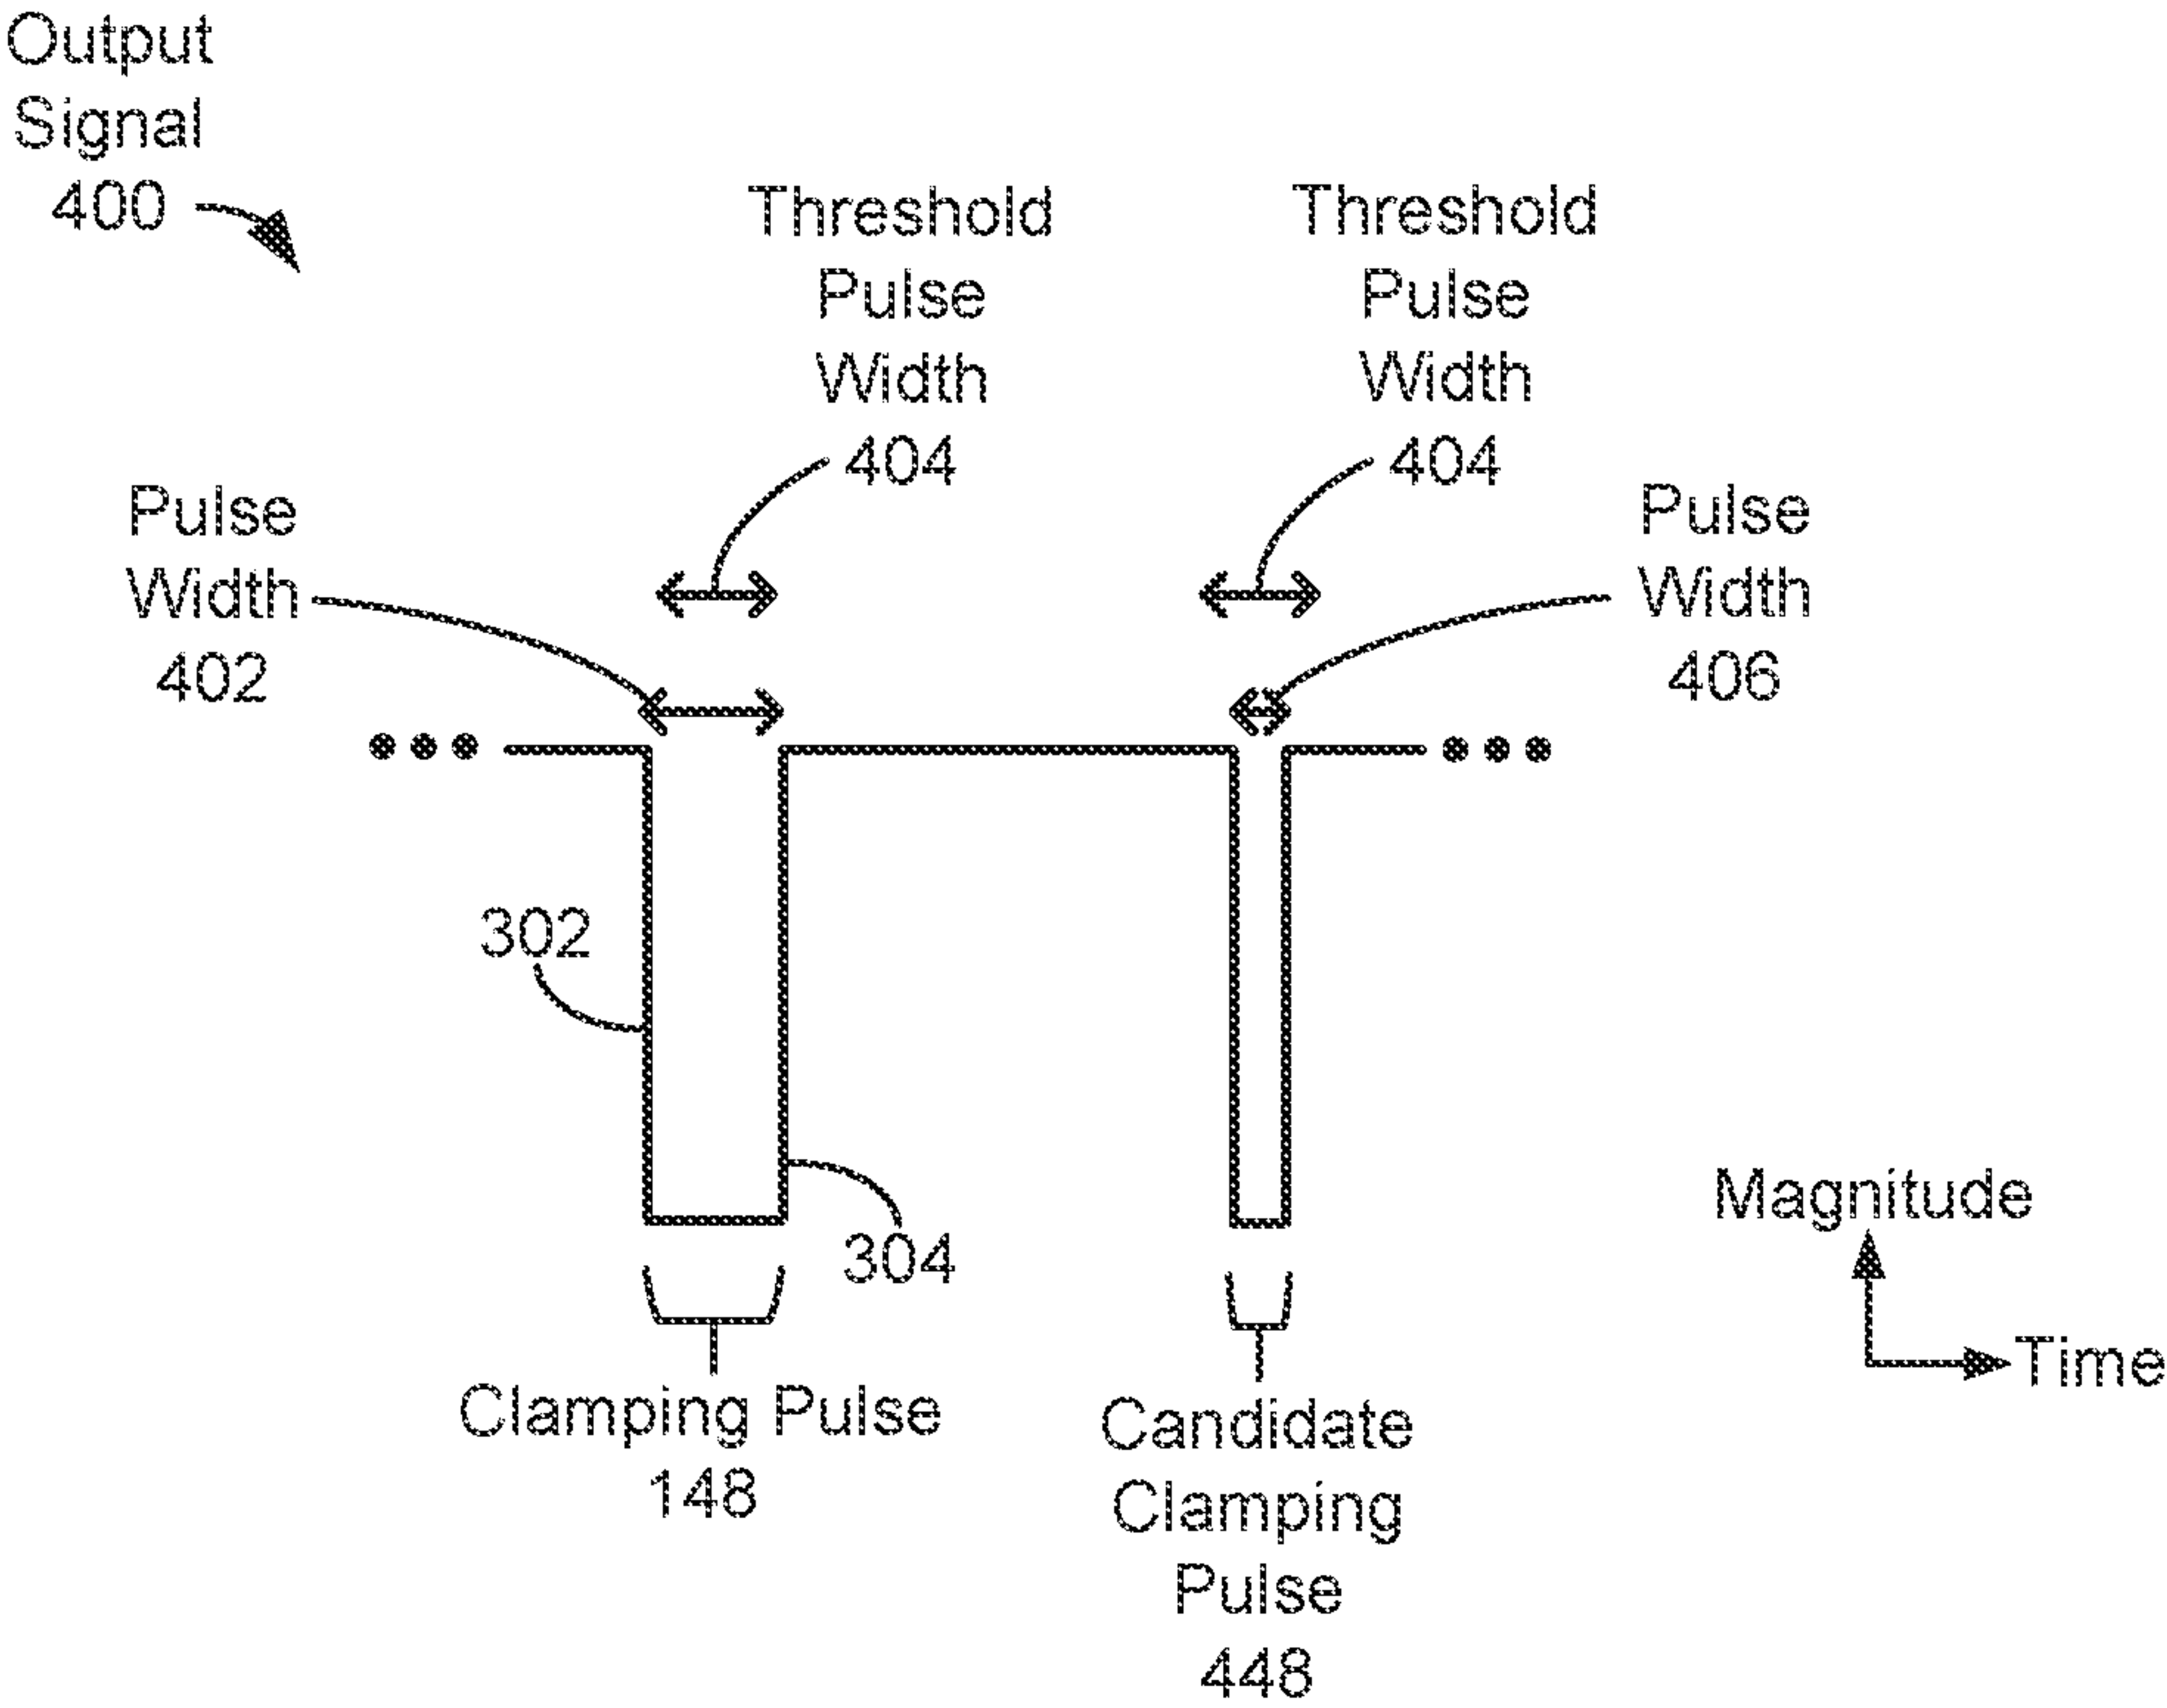 Output
Signal
400
Threshold
Pulse
Width
404
Threshold
Pulse
Width
404
Pulse
Width
402
Pulse
Width
406
302
304
Clamping Pulse
148
Candidate
Clamping
Pulse
448
Magnitude
Time